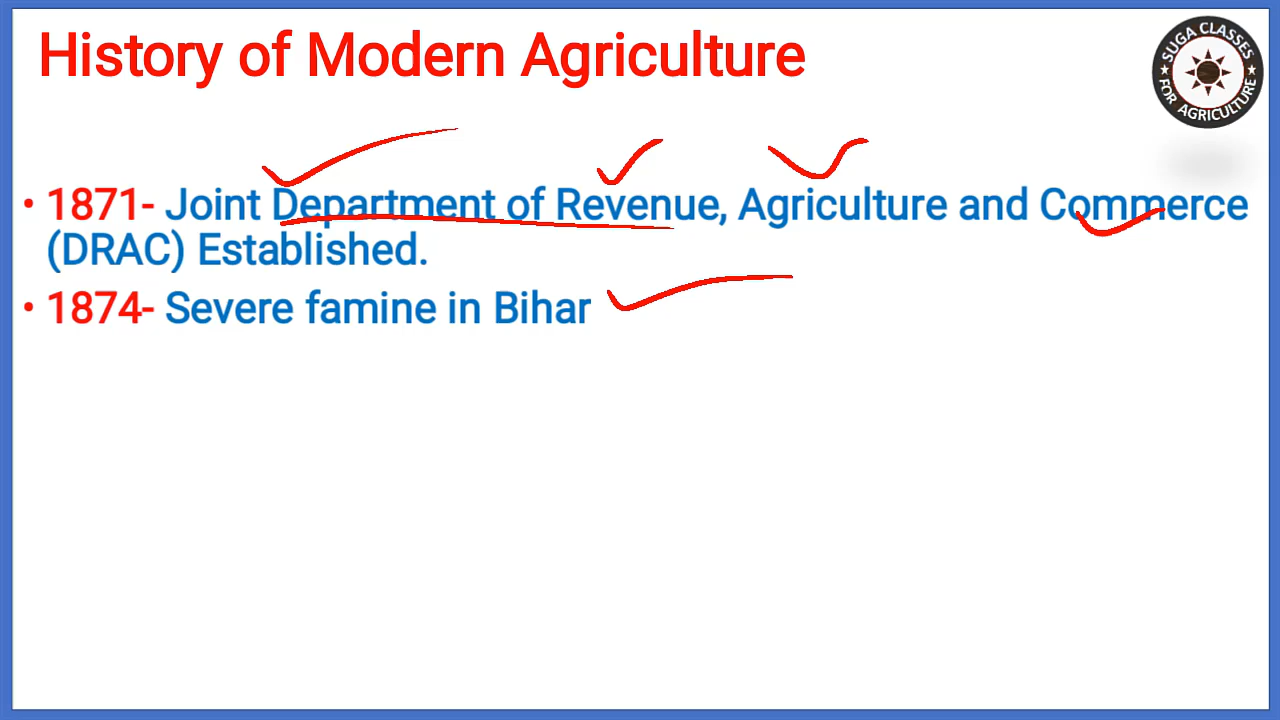 History of Modern Agriculture
SUGA CLASSES
FOR AGRICULTURE
• 1871- Joint Department of Revenue, Agriculture and Commerce
(DRAC) Established.
• 1874- Severe famine in Bihar